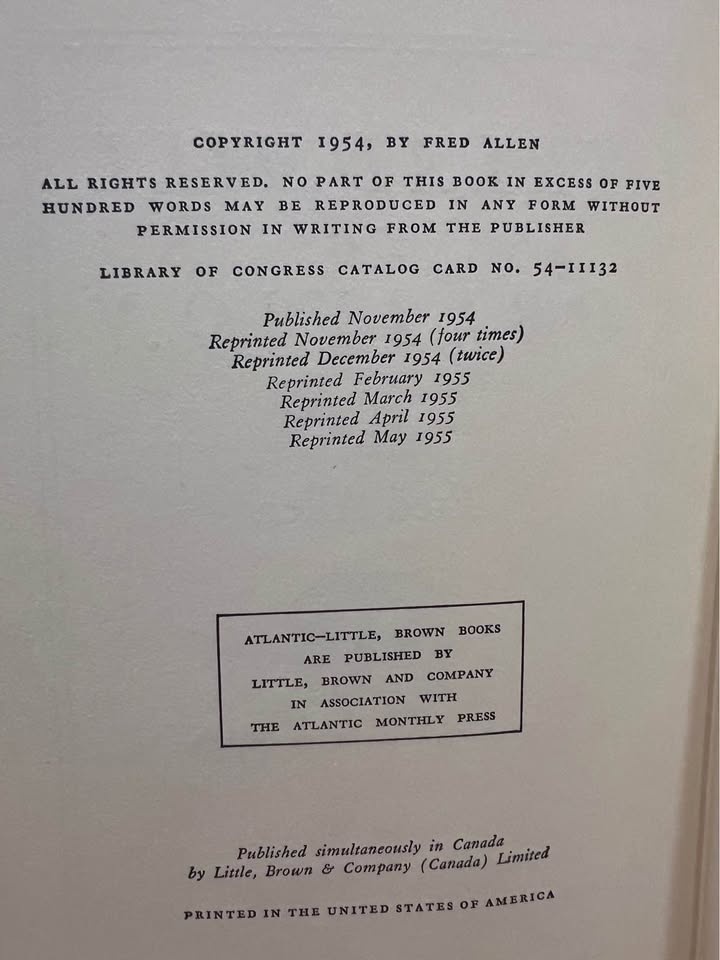 COPYRIGHT 1954, BY FRED ALLEN
ALL RIGHTS RESERVED. NO PART OF THIS BOOK IN EXCESS OF FIVE
HUNDRED WORDS MAY BE REPRODUCED IN ANY FORM WITHOUT
PERMISSION IN WRITING FROM THE PUBLISHER
LIBRARY OF CONGRESS CATALOG CARD NO. 54-11132
Published November 1954
Reprinted November 1954 (four times)
Reprinted December 1954 (twice)
Reprinted February 1955
Reprinted March 1955
Reprinted April 1955
Reprinted May 1955
ATLANTIC—LITTLE, BROWN BOOKS
ARE PUBLISHED BY
LITTLE, BROWN AND COMPANY
IN ASSOCIATION WITH
THE ATLANTIC MONTHLY PRESS
Published simultaneously in Canada
by Little, Brown & Company (Canada) Limited
PRINTED IN THE UNITED STATES OF AMERICA